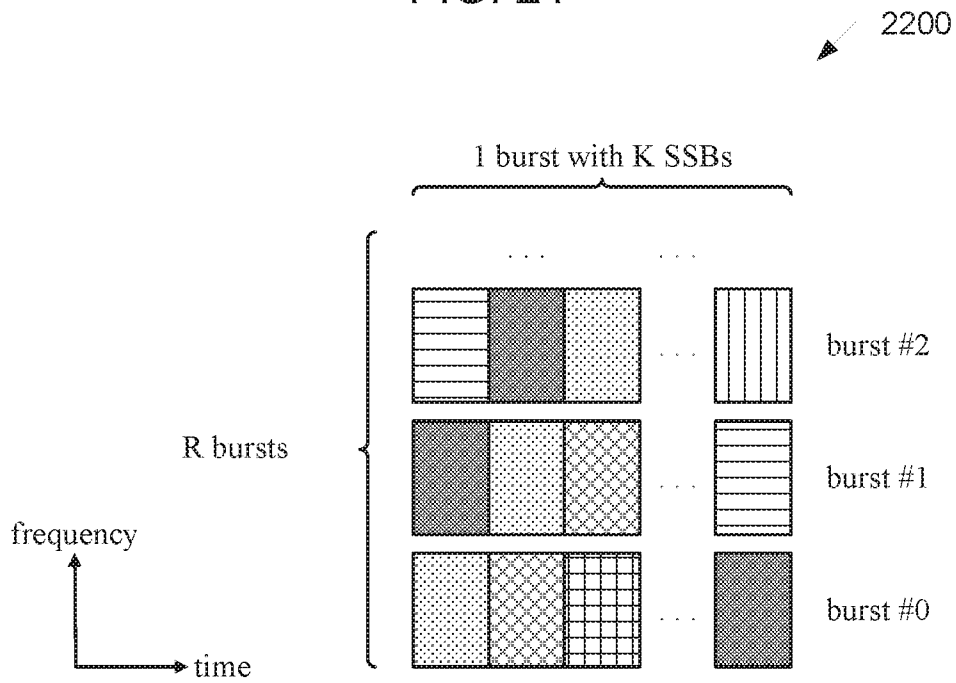 2200
1 burst with K SSBs
... ...
... burst #2
R bursts
... burst #1
frequency
... burst #0
time